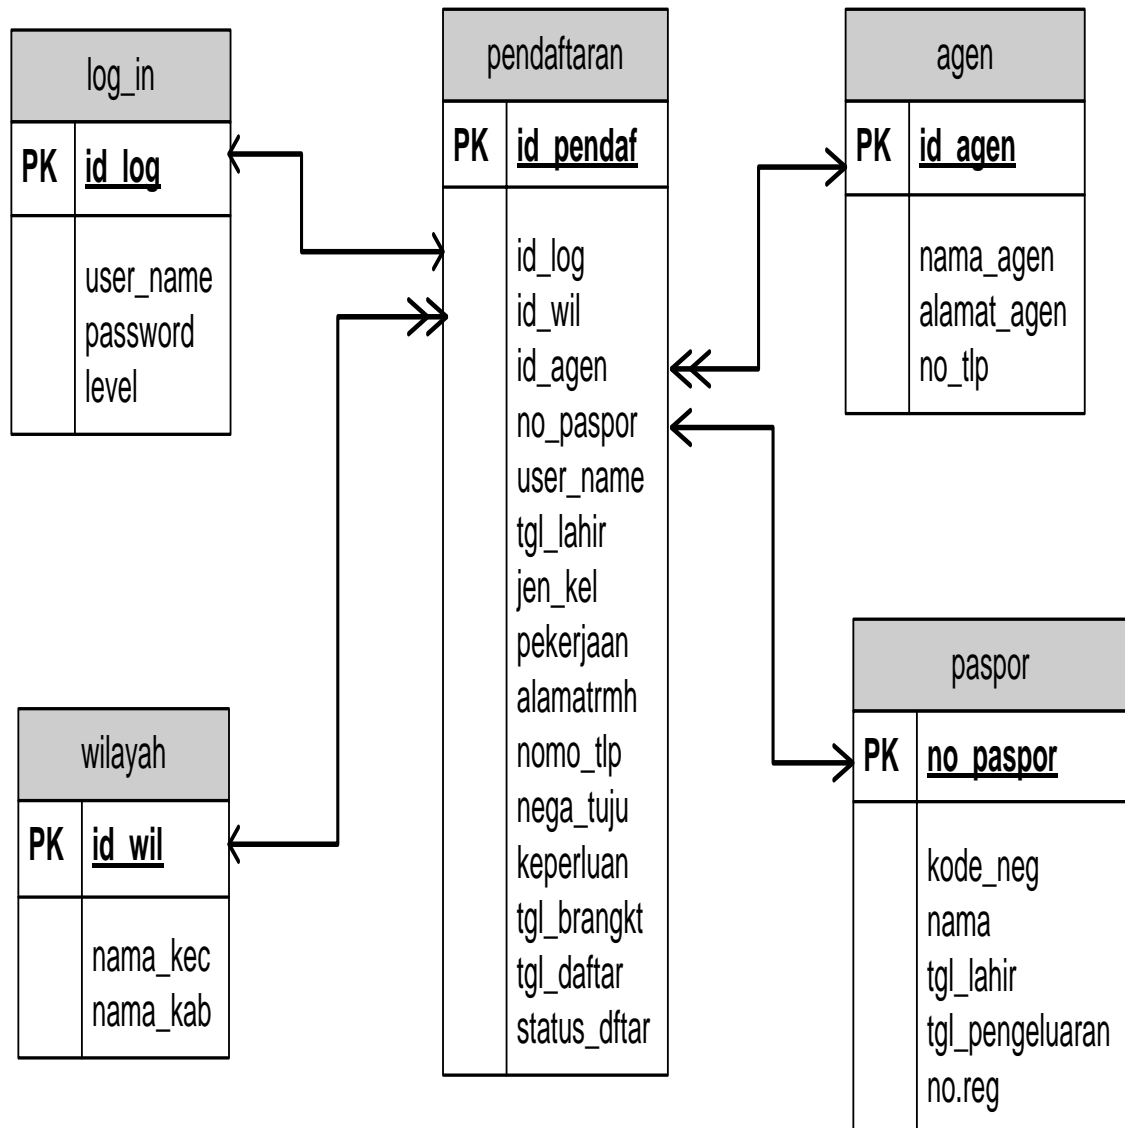 log_in
PK id_log
user_name
password
level
pendaftaran
PK id_pendaf
id_log
id_wil
id_agen
no_paspor
user_name
tgl_lahir
jen_kel
pekerjaan
alamatrmh
nomo_tlp
nega_tuju
keperluan
tgl_brangkt
tgl_daftar
status_dftar
agen
PK id_agen
nama_agen
alamat_agen
no_tlp
wilayah
PK id_wil
nama_kec
nama_kab
paspor
PK no_paspor
kode_neg
nama
tgl_lahir
tgl_pengeluaran
no.reg